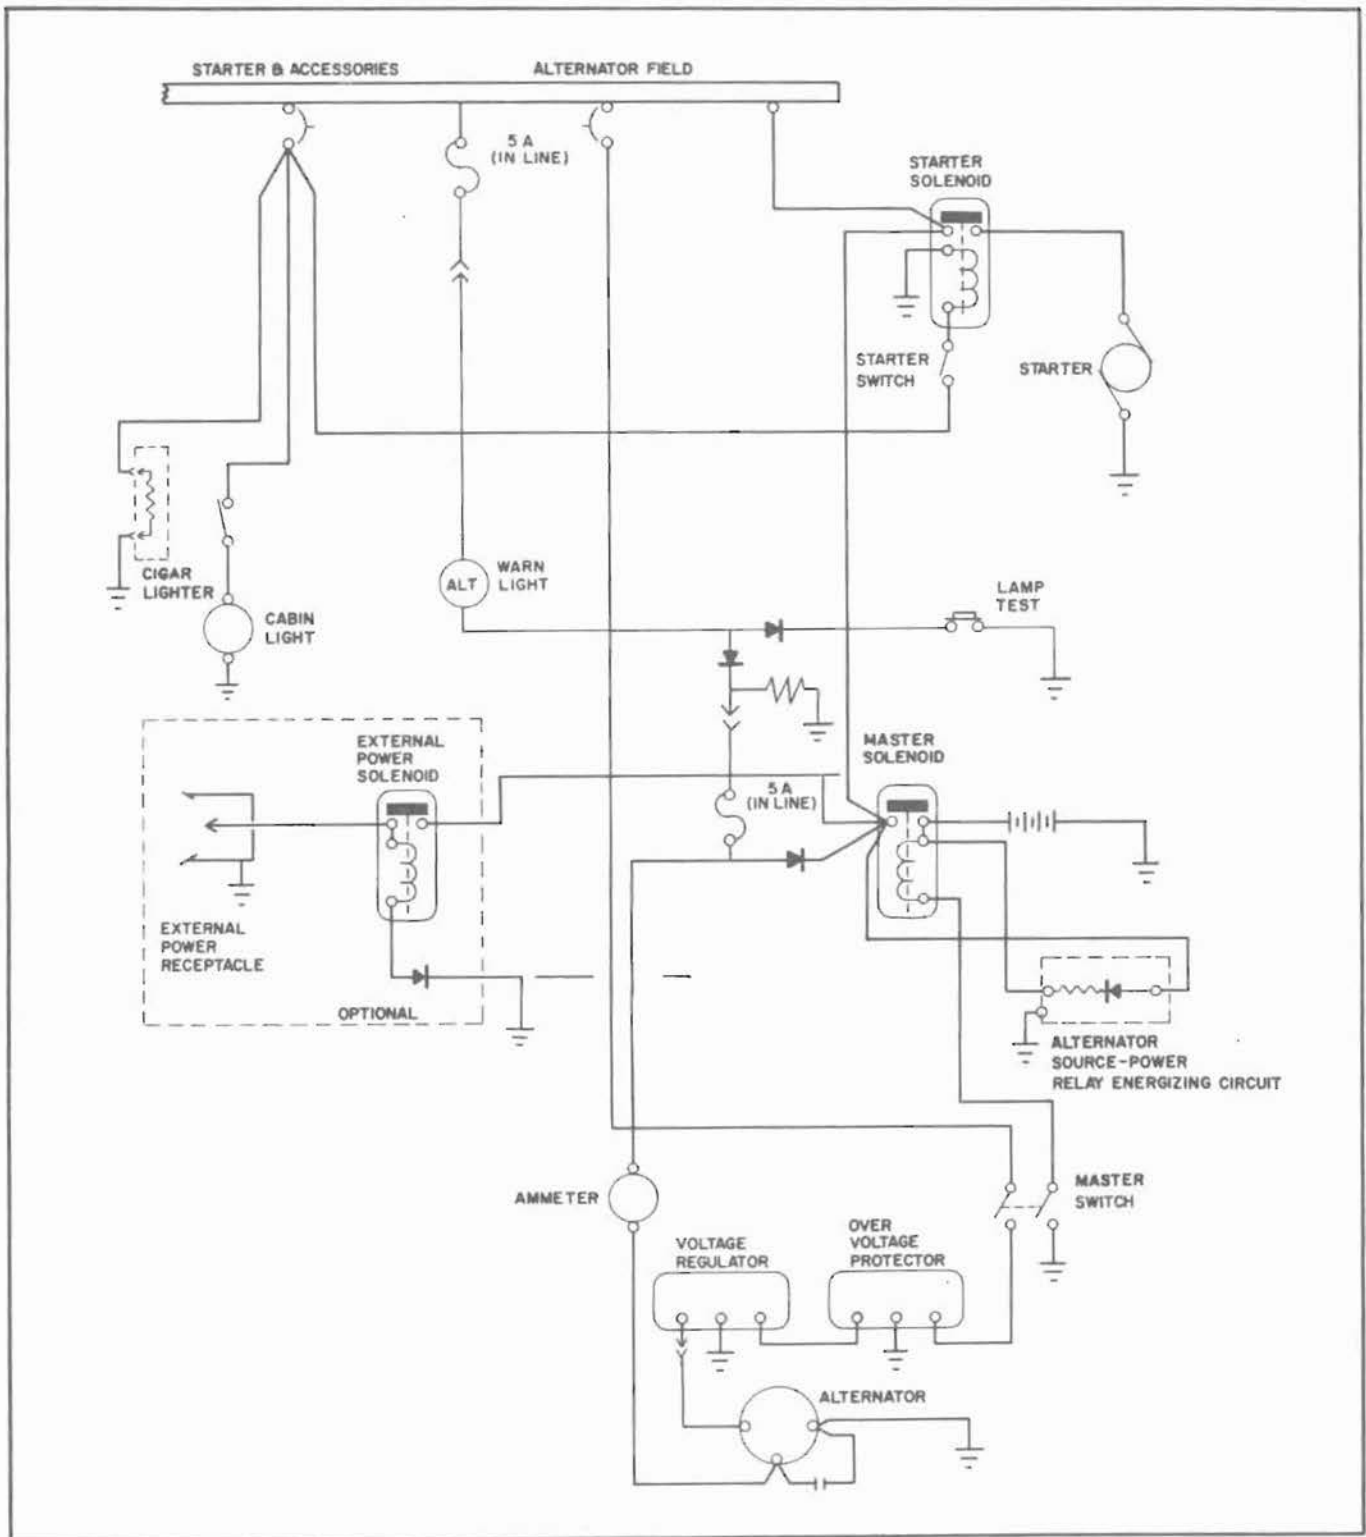 STARTER & ACCESSORIES
ALTERNATOR FIELD
5 A
(IN LINE)
STARTER
SOLENOID
STARTER
SWITCH
STARTER
CIGAR
LIGHTER
CABIN
LIGHT
ALT
WARN
LIGHT
LAMP
TEST
EXTERNAL
POWER
SOLENOID
MASTER
SOLENOID
5 A
(IN LINE)
EXTERNAL
POWER
RECEPTACLE
OPTIONAL
ALTERNATOR
SOURCE-POWER
RELAY ENERGIZING CIRCUIT
AMMETER
MASTER
SWITCH
VOLTAGE
REGULATOR
OVER
VOLTAGE
PROTECTOR
ALTERNATOR